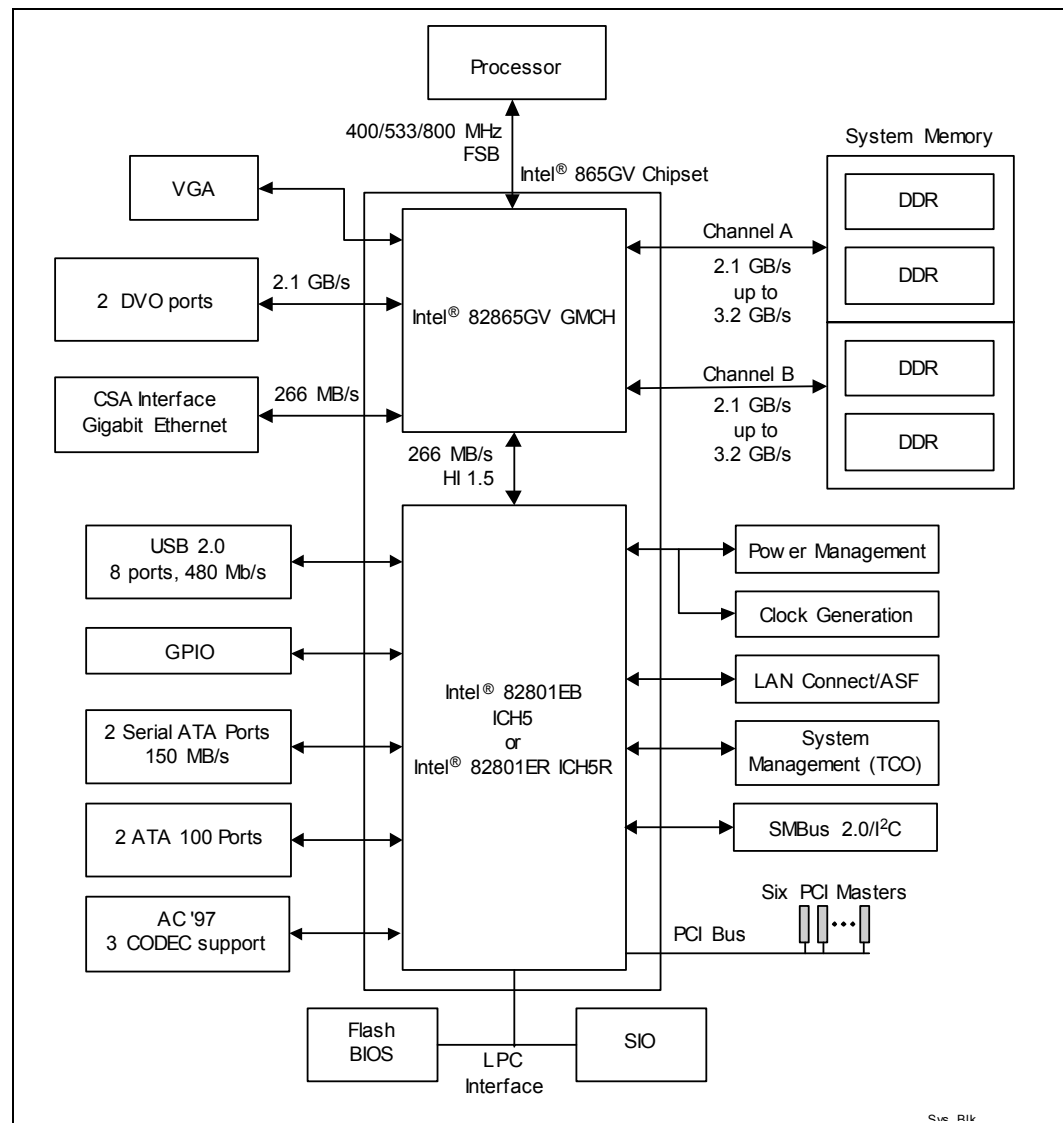 Processor
400/533/800 MHz
FSB
System Memory
Intel® 865GV Chipset
VGA
DDR
Channel A
2.1 GB/s
up to
3.2 GB/s
DDR
2 DVO ports
2.1 GB/s
Intel® 82865GV GMCH
DDR
Channel B
2.1 GB/s
up to
3.2 GB/s
DDR
CSA Interface
Gigabit Ethernet
266 MB/s
266 MB/s
HI 1.5
USB 2.0
8 ports, 480 Mb/s
Power Management
Clock Generation
GPIO
LAN Connect/ASF
Intel® 82801EB
ICH5
or
Intel® 82801ER ICH5R
2 Serial ATA Ports
150 MB/s
System
Management (TCO)
2 ATA 100 Ports
SMBus 2.0/I²C
Six PCI Masters
AC '97
3 CODEC support
PCI Bus
Flash
BIOS
LPC
Interface
SIO
Sys_Blk